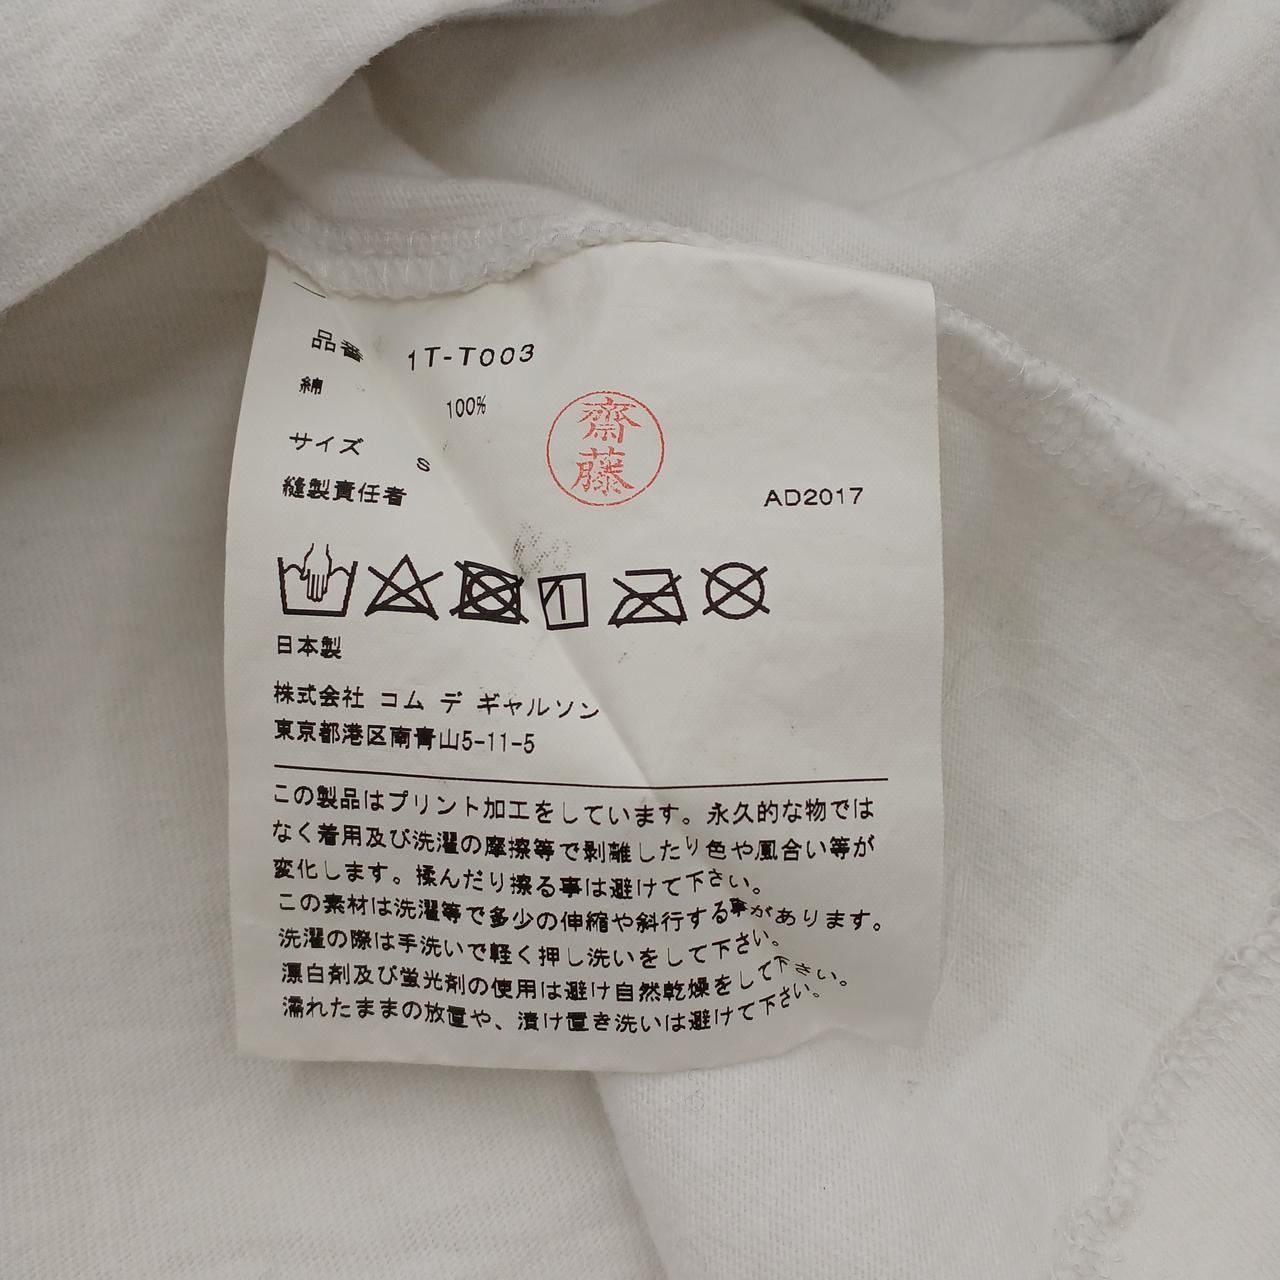 品番 1T-T003
綿 100%
サイズ S
縫製責任者
齋藤
AD2017
日本製
株式会社 コム デ ギャルソン
東京都港区南青山5-11-5
この製品はプリント加工をしています。永久的な物では
なく着用及び洗濯の摩擦等で剥離したり色や風合い等が
変化します。揉んだり擦る事は避けて下さい。
この素材は洗濯等で多少の伸縮や斜行する事があります。
洗濯の際は手洗いで軽く押し洗いをして下さい。
漂白剤及び蛍光剤の使用は避け自然乾燥をして下さい。
濡れたままの放置や、漬け置き洗いは避けて下さい。